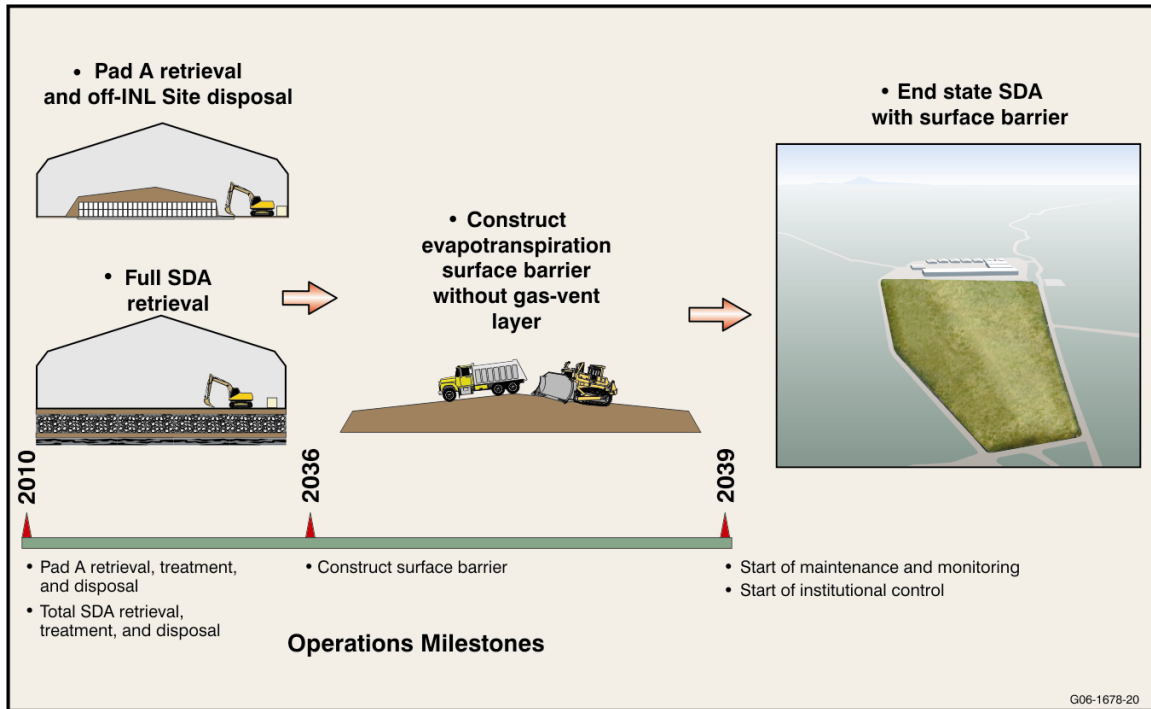 • Pad A retrieval
and off-INL Site disposal
• Full SDA
retrieval
• Construct
evapotranspiration
surface barrier
without gas-vent
layer
• End state SDA
with surface barrier
2010
2036
2039
• Pad A retrieval, treatment,
and disposal
• Total SDA retrieval,
treatment, and disposal
• Construct surface barrier
• Start of maintenance and monitoring
• Start of institutional control
Operations Milestones
G06-1678-20